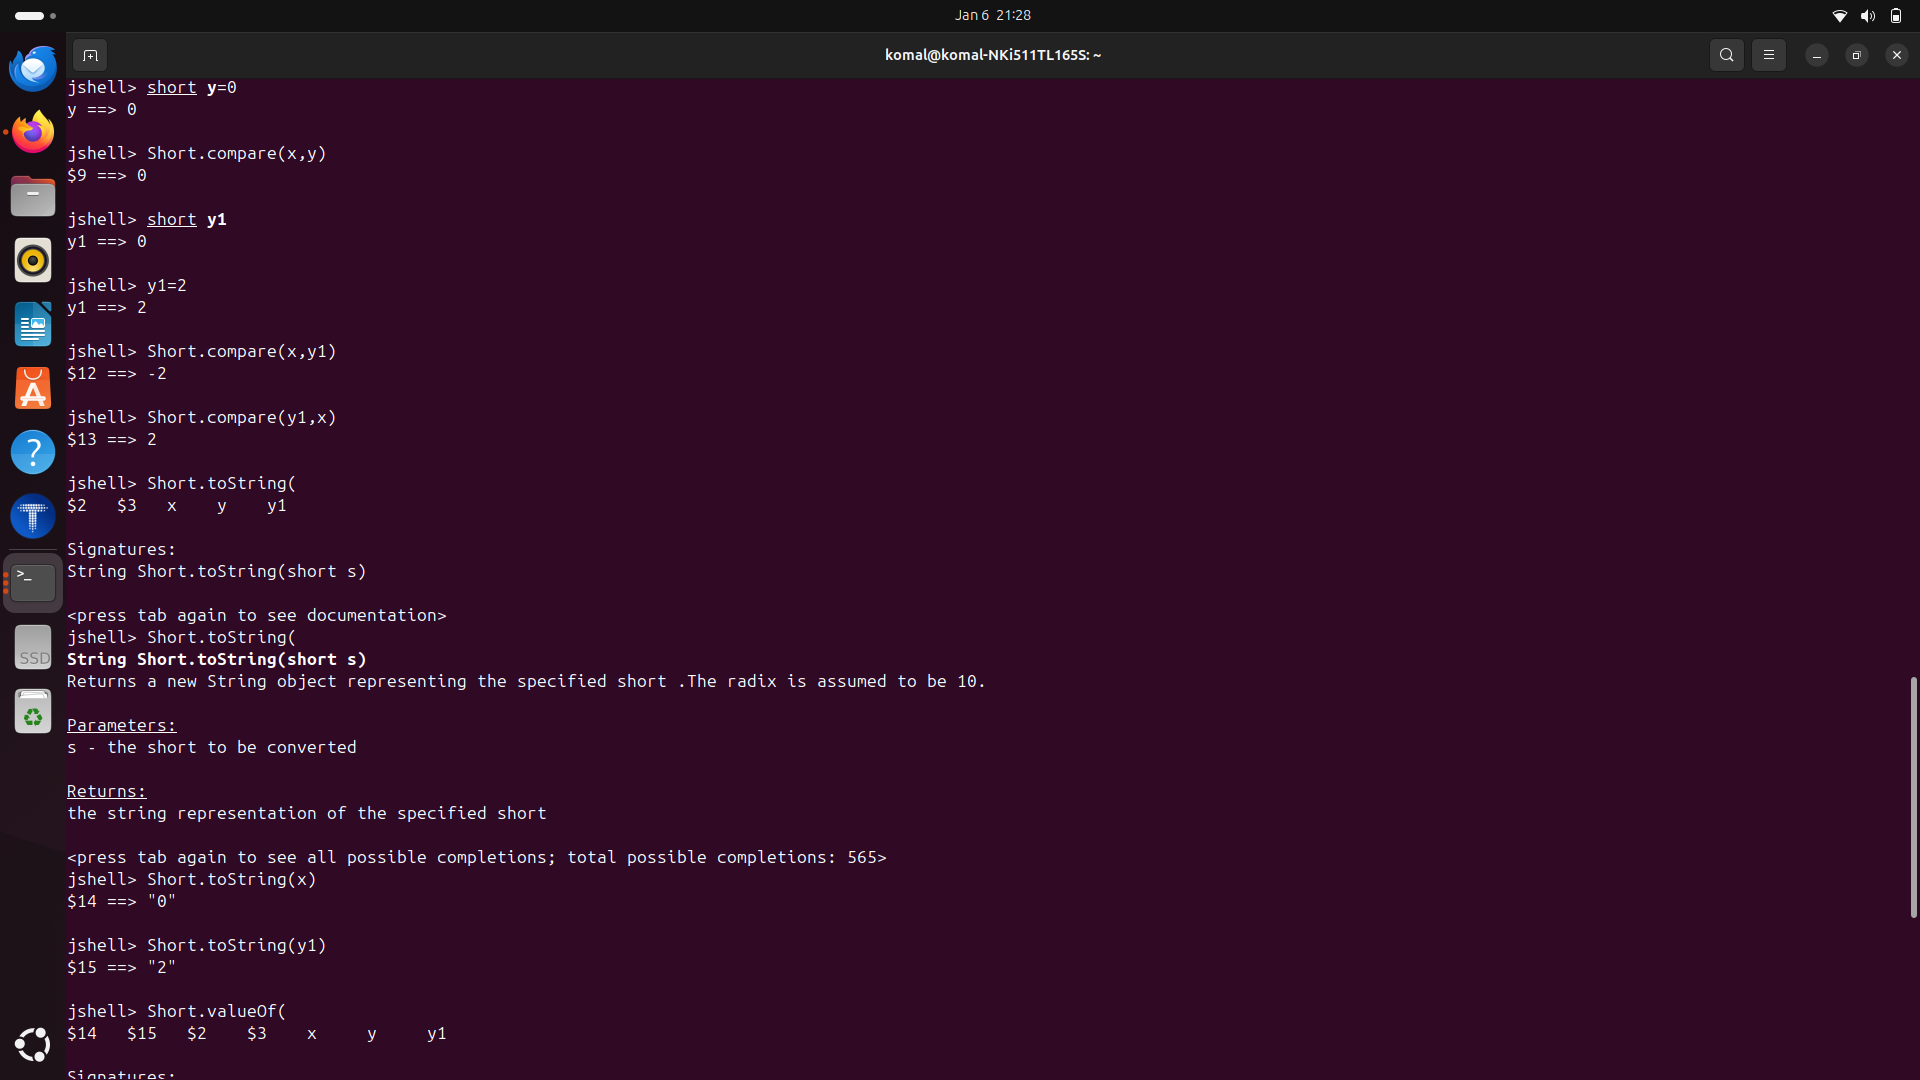 Jan 6 21:28
komal@komal-NKi511TL165S: ~
jshell> short y=0
y ==> 0
jshell> Short.compare(x,y)
$9 ==> 0
jshell> short y1
y1 ==> 0
jshell> y1=2
y1 ==> 2
jshell> Short.compare(x,y1)
$12 ==> -2
jshell> Short.compare(y1,x)
$13 ==> 2
jshell> Short.toString(
$2   $3   x    y    y1
Signatures:
String Short.toString(short s)
<press tab again to see documentation>
jshell> Short.toString(
String Short.toString(short s)
Returns a new String object representing the specified short .The radix is assumed to be 10.
Parameters:
s - the short to be converted
Returns:
the string representation of the specified short
<press tab again to see all possible completions; total possible completions: 565>
jshell> Short.toString(x)
$14 ==> "0"
jshell> Short.toString(y1)
$15 ==> "2"
jshell> Short.valueOf(
$14   $15   $2    $3    x     y     y1
Signatures:
>_
SSD